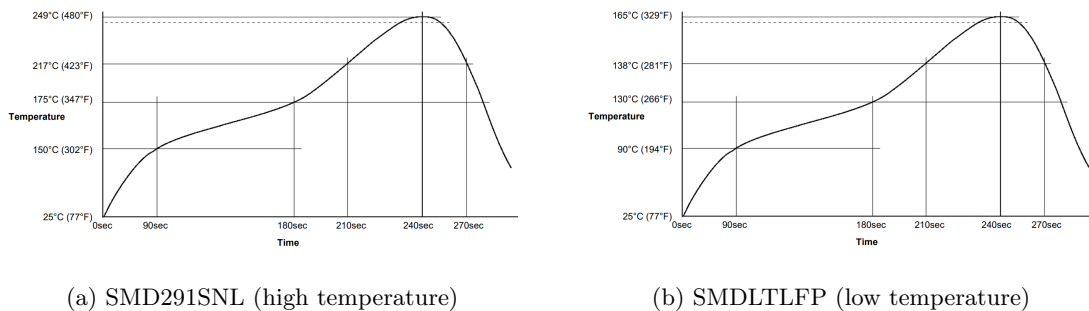 249°C (480°F)
217°C (423°F)
175°C (347°F)
Temperature
150°C (302°F)
25°C (77°F)
0sec 90sec 180sec 210sec 240sec 270sec
Time
(a) SMD291SNL (high temperature)
165°C (329°F)
138°C (281°F)
130°C (266°F)
Temperature
90°C (194°F)
25°C (77°F)
0sec 90sec 180sec 210sec 240sec 270sec
Time
(b) SMDLTLFP (low temperature)